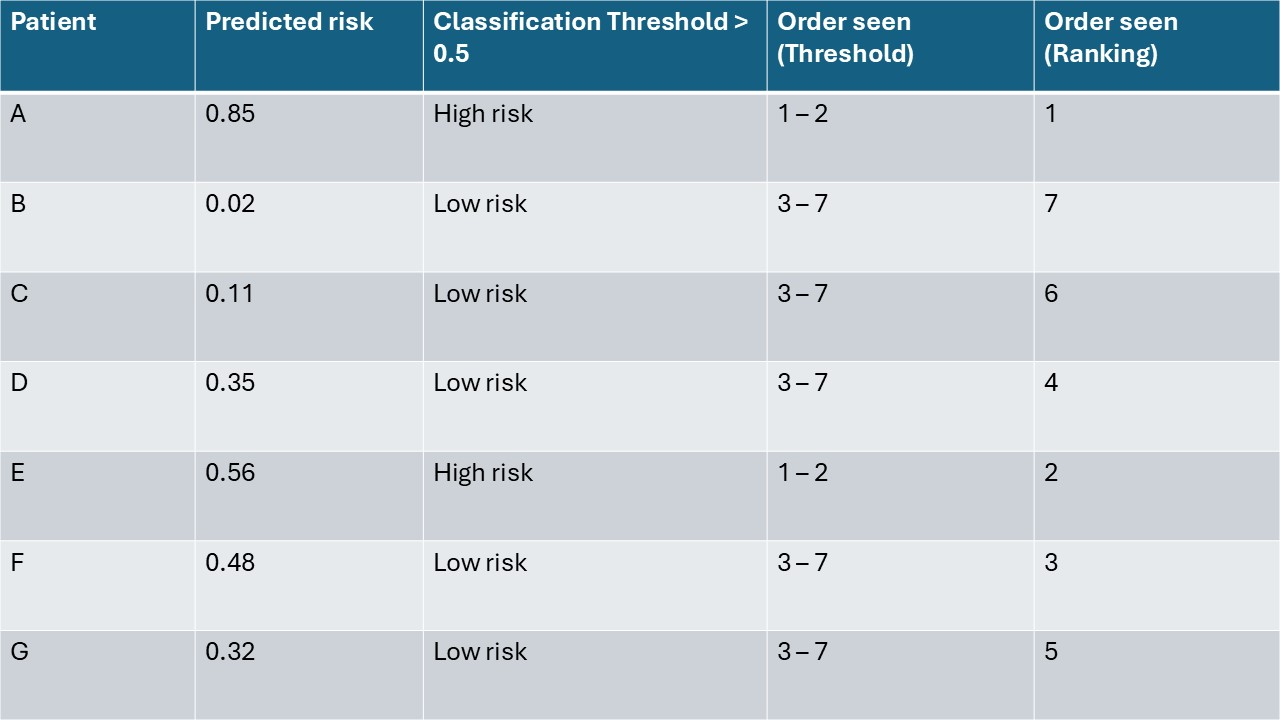 Patient
Predicted risk
Classification Threshold >
0.5
Order seen
(Threshold)
Order seen
(Ranking)
A
0.85
High risk
1 – 2
1
B
0.02
Low risk
3 – 7
7
C
0.11
Low risk
3 – 7
6
D
0.35
Low risk
3 – 7
4
E
0.56
High risk
1 – 2
2
F
0.48
Low risk
3 – 7
3
G
0.32
Low risk
3 – 7
5